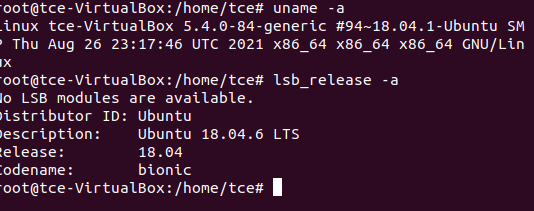 root@tce-VirtualBox:/home/tce# uname -a
Linux tce-VirtualBox 5.4.0-84-generic #94~18.04.1-Ubuntu SM
P Thu Aug 26 23:17:46 UTC 2021 x86_64 x86_64 x86_64 GNU/Lin
ux
root@tce-VirtualBox:/home/tce# lsb_release -a
No LSB modules are available.
Distributor ID: Ubuntu
Description:    Ubuntu 18.04.6 LTS
Release:        18.04
Codename:       bionic
root@tce-VirtualBox:/home/tce#